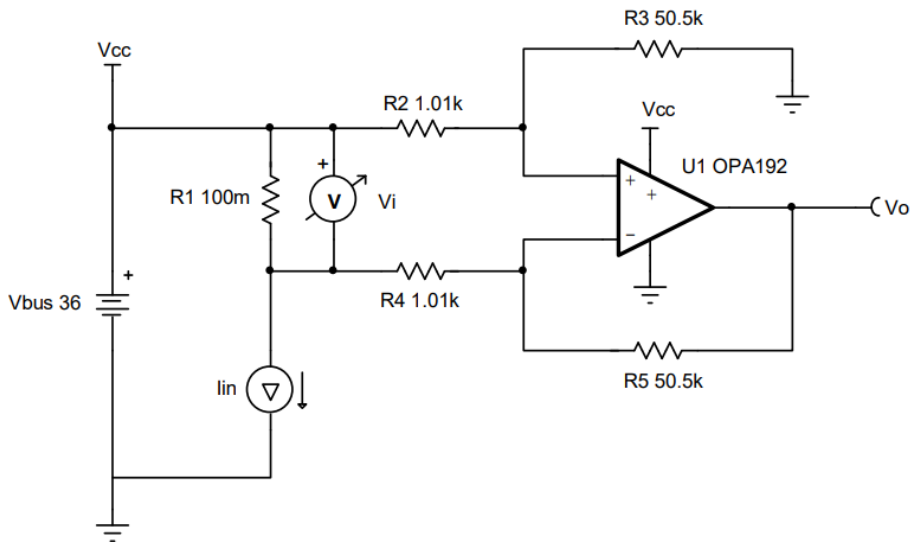 R3 50.5k
Vcc
R2 1.01k
Vcc
U1 OPA192
+
R1 100m
V
Vi
+
+
-
Vo
+
Vbus 36
R4 1.01k
Iin
R5 50.5k